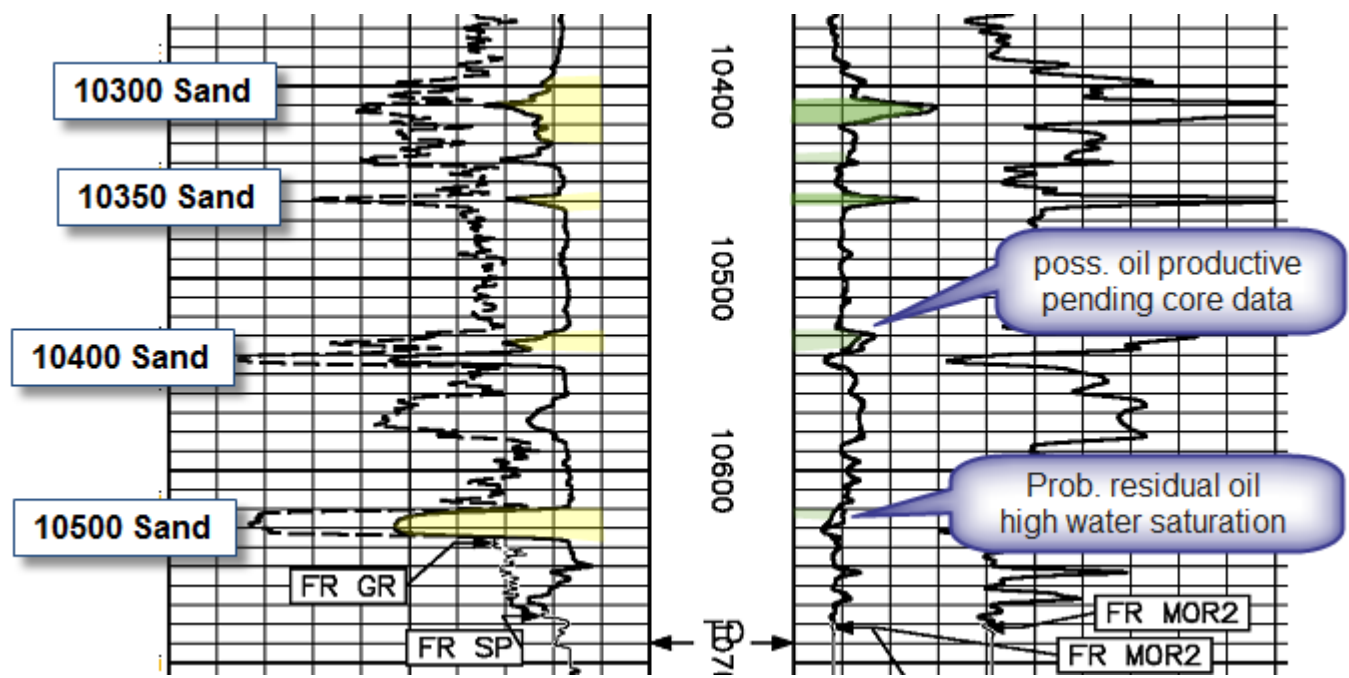 10300 Sand
10400
10350 Sand
10500
poss. oil productive
pending core data
10400 Sand
10600
Prob. residual oil
high water saturation
10500 Sand
FR GR
FR SP
FR MOR2
FR MOR2